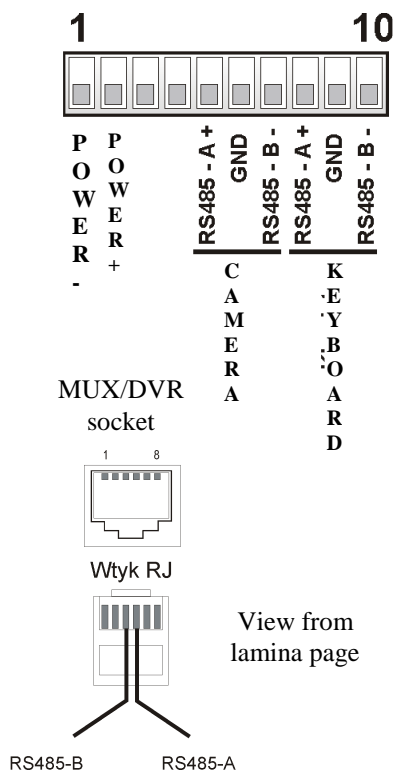 1 10
POWER -
POWER +
RS485 - A +
GND
RS485 - B -
RS485 - A +
GND
RS485 - B -
CAMERA
KEYBOARD
MUX/DVR
socket
1 8
Wtyk RJ
View from
lamina page
RS485-B RS485-A